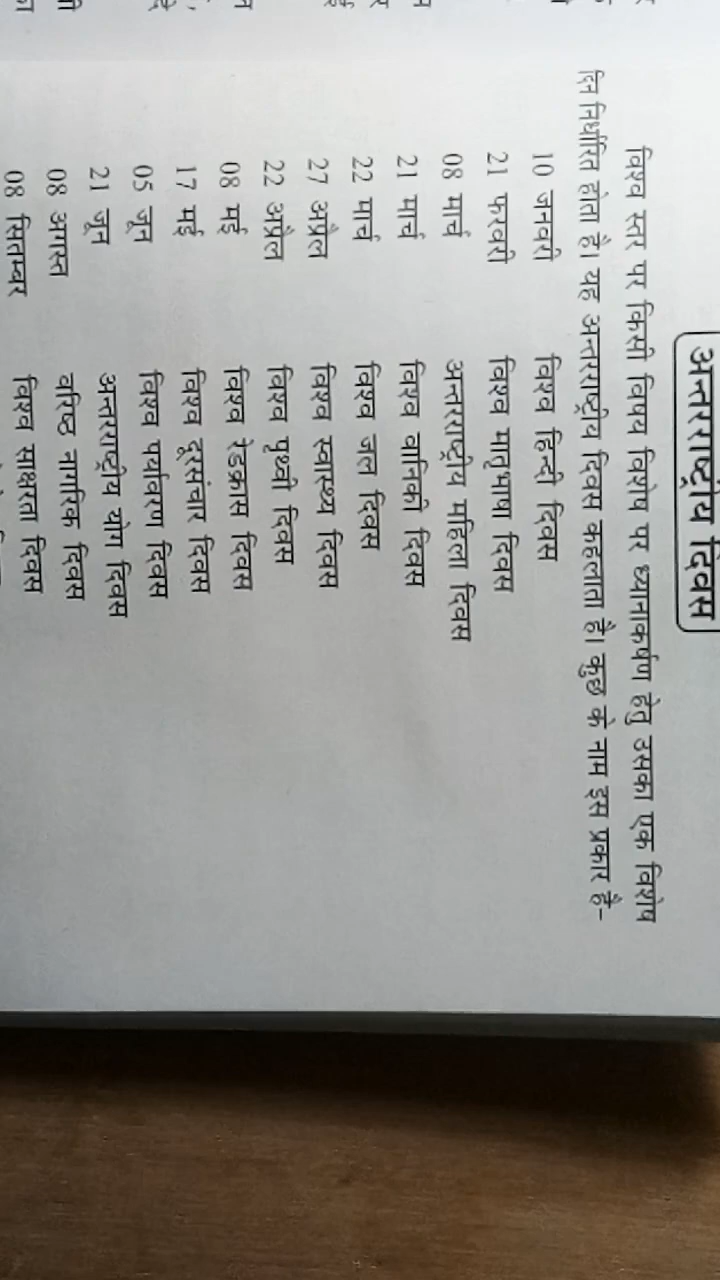 अन्तरराष्ट्रीय दिवस
विश्व स्तर पर किसी विषय विशेष पर ध्यानाकर्षण हेतु उसका एक विशेष
दिन निर्धारित होता है। यह अन्तरराष्ट्रीय दिवस कहलाता है। कुछ के नाम इस प्रकार है-
10 जनवरी विश्व हिन्दी दिवस
21 फरवरी विश्व मातृभाषा दिवस
08 मार्च अन्तरराष्ट्रीय महिला दिवस
21 मार्च विश्व वानिकी दिवस
22 मार्च विश्व जल दिवस
27 अप्रैल विश्व स्वास्थ्य दिवस
22 अप्रैल विश्व पृथ्वी दिवस
08 मई विश्व रेडक्रास दिवस
17 मई विश्व दूरसंचार दिवस
05 जून विश्व पर्यावरण दिवस
21 जून अन्तरराष्ट्रीय योग दिवस
08 अगस्त वरिष्ठ नागरिक दिवस
08 सितम्बर विश्व साक्षरता दिवस